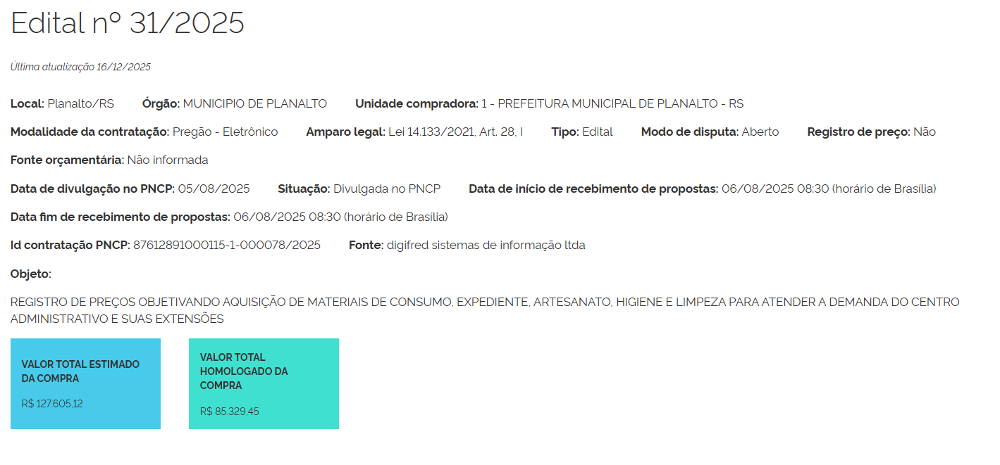 Edital nº 31/2025
Última atualização 16/12/2025
Local: Planalto/RS Órgão: MUNICIPIO DE PLANALTO Unidade compradora: 1 - PREFEITURA MUNICIPAL DE PLANALTO - RS
Modalidade da contratação: Pregão - Eletrônico Amparo legal: Lei 14.133/2021, Art. 28, I Tipo: Edital Modo de disputa: Aberto Registro de preço: Não
Fonte orçamentária: Não informada
Data de divulgação no PNCP: 05/08/2025 Situação: Divulgada no PNCP Data de início de recebimento de propostas: 06/08/2025 08:30 (horário de Brasília)
Data fim de recebimento de propostas: 06/08/2025 08:30 (horário de Brasília)
Id contratação PNCP: 87612891000115-1-000078/2025 Fonte: digifred sistemas de informação ltda
Objeto:
REGISTRO DE PREÇOS OBJETIVANDO AQUISIÇÃO DE MATERIAIS DE CONSUMO, EXPEDIENTE, ARTESANATO, HIGIENE E LIMPEZA PARA ATENDER A DEMANDA DO CENTRO
ADMINISTRATIVO E SUAS EXTENSÕES
VALOR TOTAL ESTIMADO
DA COMPRA
R$ 127.605,12
VALOR TOTAL
HOMOLOGADO DA
COMPRA
R$ 85.329,45